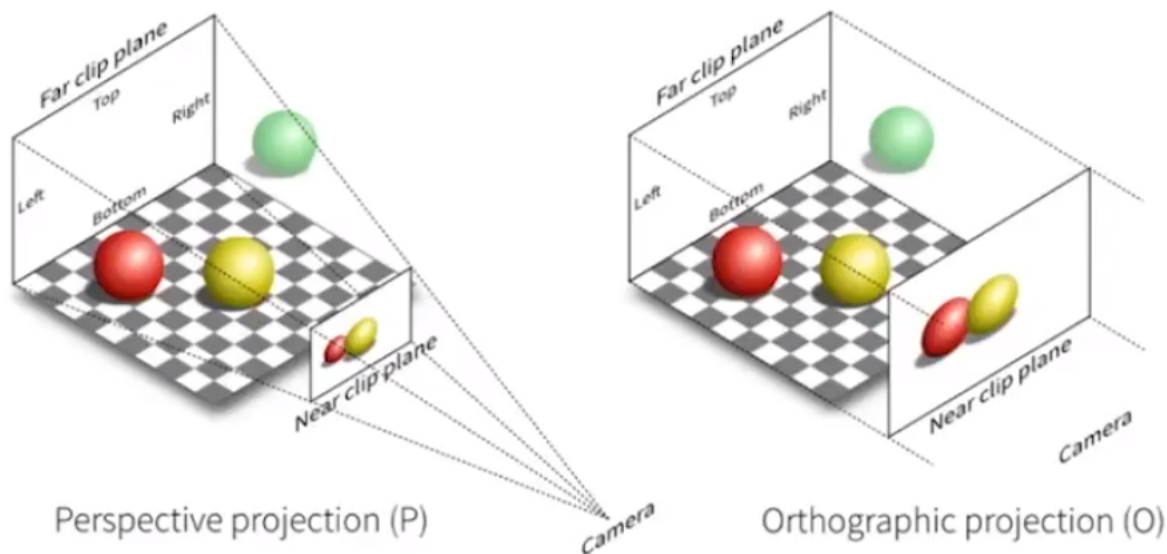 Far clip plane
Top
Right
Left
Bottom
Near clip plane
Camera
Perspective projection (P)
Far clip plane
Top
Right
Left
Bottom
Near clip plane
Camera
Orthographic projection (O)